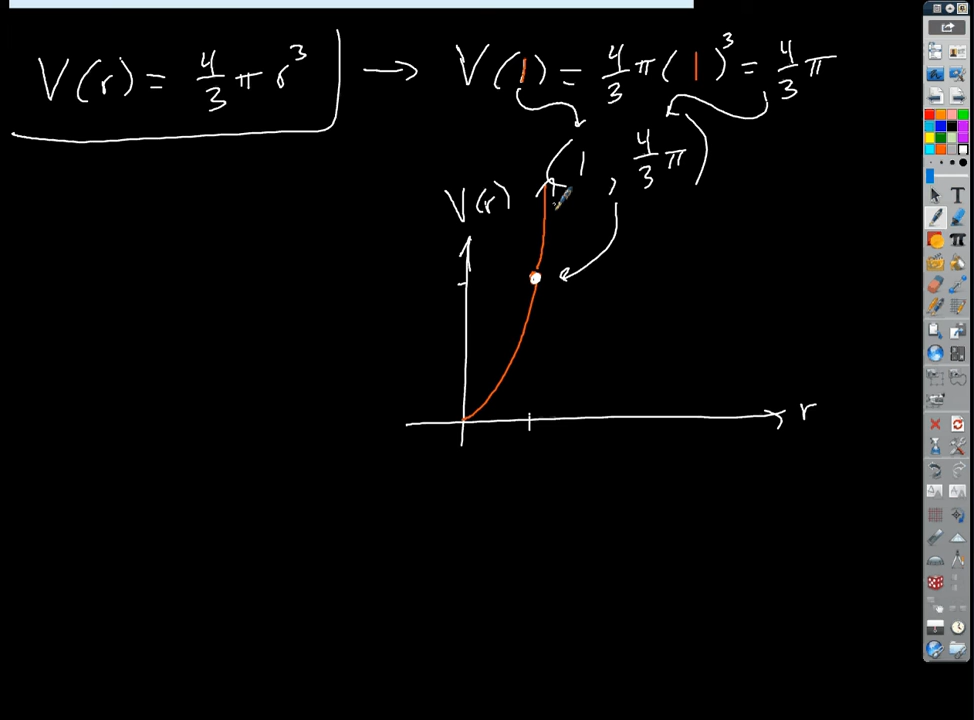 V(r) = 4/3 π r³ → V(1) = 4/3 π(1)³ = 4/3 π
(1, 4/3 π)
V(r)
r